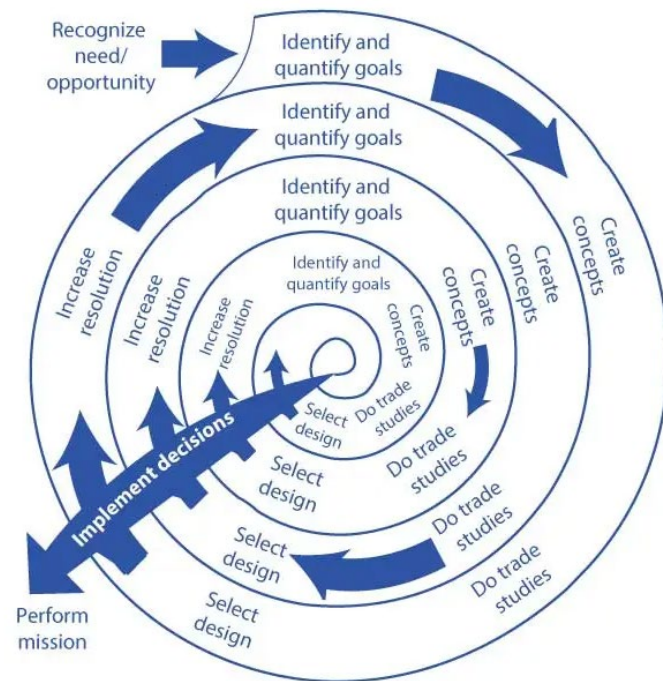 Recognize
need/
opportunity
Identify and
quantify goals
Create
concepts
Do trade
studies
Select
design
Increase
resolution
Identify and
quantify goals
Create
concepts
Do trade
studies
Select
design
Increase
resolution
Identify and
quantify goals
Create
concepts
Do trade
studies
Select
design
Increase
resolution
Identify and
quantify goals
Create
concepts
Do trade
studies
Select
design
Implement decisions
Perform
mission